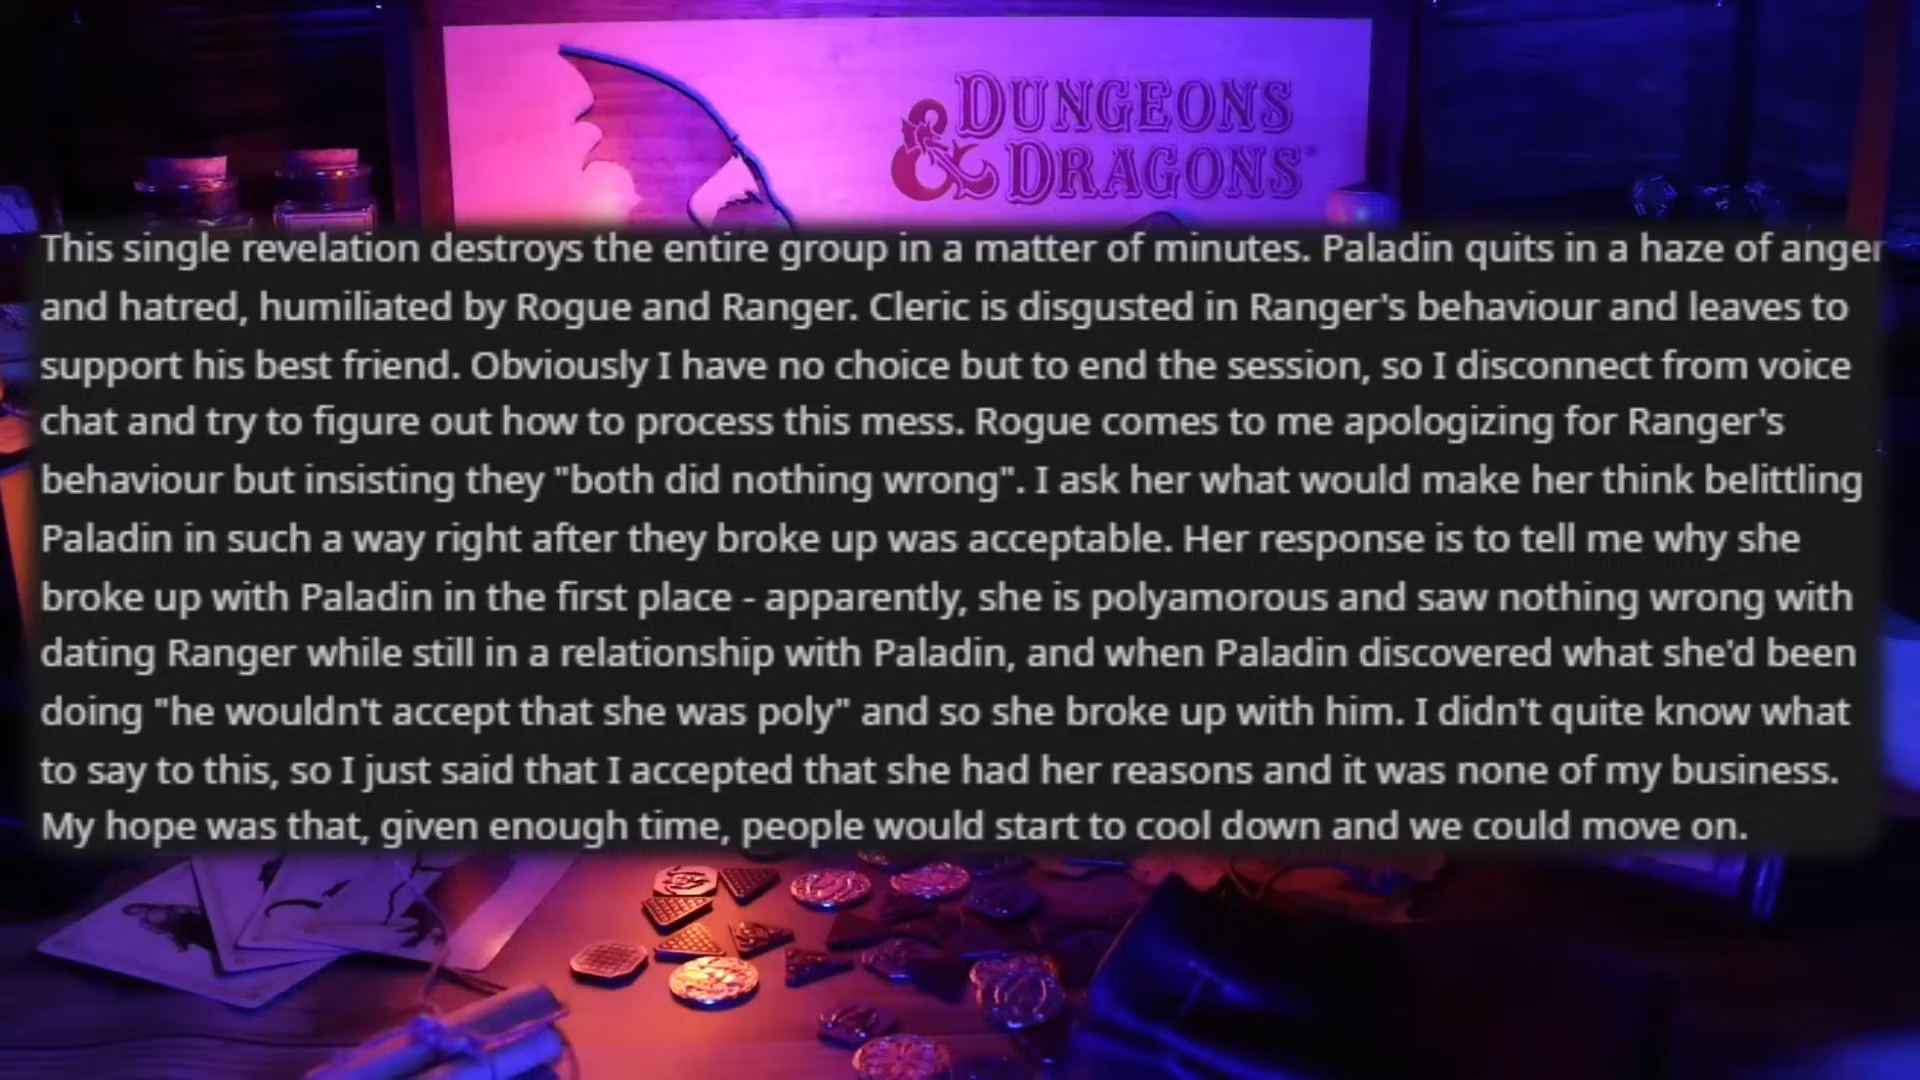 DUNGEONS
& DRAGONS
This single revelation destroys the entire group in a matter of minutes. Paladin quits in a haze of anger
and hatred, humiliated by Rogue and Ranger. Cleric is disgusted in Ranger's behaviour and leaves to
support his best friend. Obviously I have no choice but to end the session, so I disconnect from voice
chat and try to figure out how to process this mess. Rogue comes to me apologizing for Ranger's
behaviour but insisting they "both did nothing wrong". I ask her what would make her think belittling
Paladin in such a way right after they broke up was acceptable. Her response is to tell me why she
broke up with Paladin in the first place - apparently, she is polyamorous and saw nothing wrong with
dating Ranger while still in a relationship with Paladin, and when Paladin discovered what she'd been
doing "he wouldn't accept that she was poly" and so she broke up with him. I didn't quite know what
to say to this, so I just said that I accepted that she had her reasons and it was none of my business.
My hope was that, given enough time, people would start to cool down and we could move on.